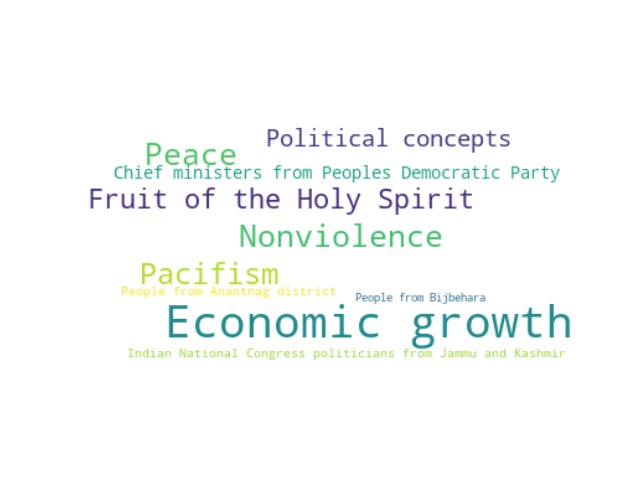 Political concepts
Peace
Chief ministers from Peoples Democratic Party
Fruit of the Holy Spirit
Nonviolence
Pacifism
People from Anantnag district
People from Bijbehara
Economic growth
Indian National Congress politicians from Jammu and Kashmir